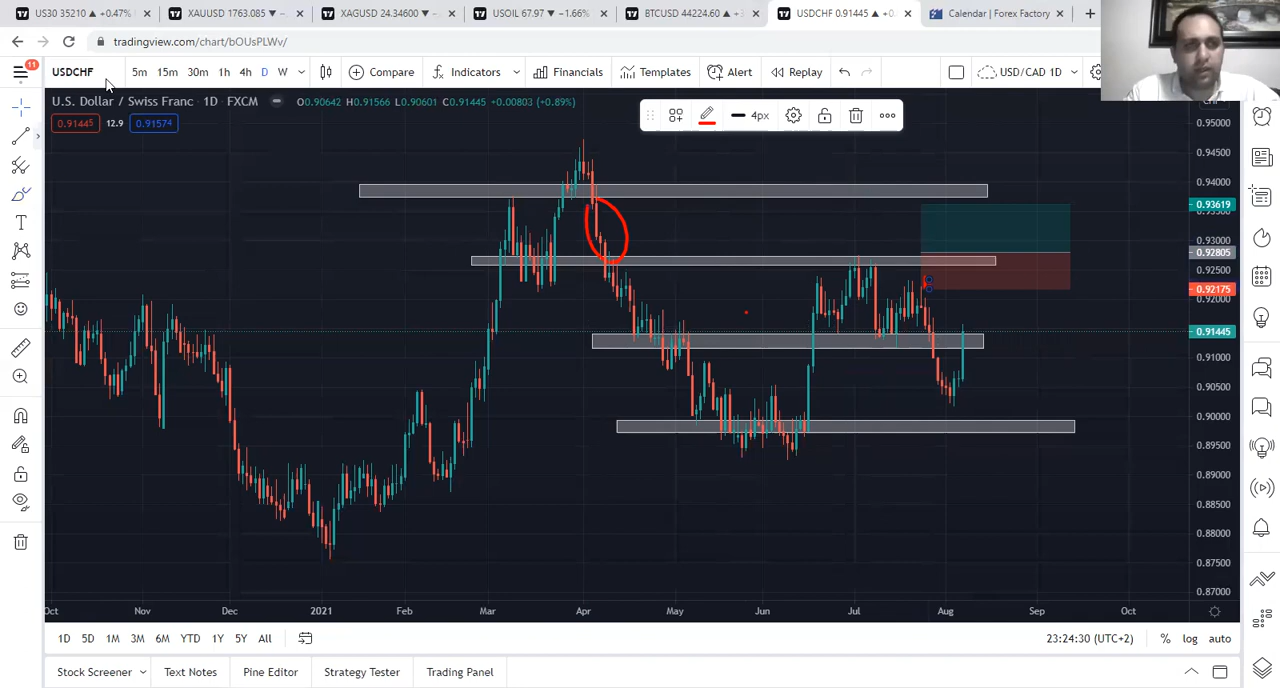 US30 35210 ▲ +0.47%
XAUUSD 1763.085 ▼
XAGUSD 24.34600 ▼
USOIL 67.97 ▼ −1.66%
BTCUSD 44224.60 ▲
USDCHF 0.91445 ▲ +0.
Calendar | Forex Factory
tradingview.com/chart/bOUsPLWv/
11
USDCHF 5m 15m 30m 1h 4h D W Compare Indicators Financials Templates Alert Replay USD/CAD 1D
U.S. Dollar / Swiss Franc · 1D · FXCM O0.90642 H0.91566 L0.90601 C0.91445 +0.00803 (+0.89%)
0.91445 12.9 0.91574
4px
0.95000
0.94500
0.94000
0.93619
0.93000
0.92805
0.92500
0.92175
0.92000
0.91445
0.91000
0.90500
0.90000
0.89500
0.89000
0.88500
0.88000
0.87500
0.87000
Oct Nov Dec 2021 Feb Mar Apr May Jun Jul Aug Sep Oct
1D 5D 1M 3M 6M YTD 1Y 5Y All 23:24:30 (UTC+2) % log auto
Stock Screener Text Notes Pine Editor Strategy Tester Trading Panel